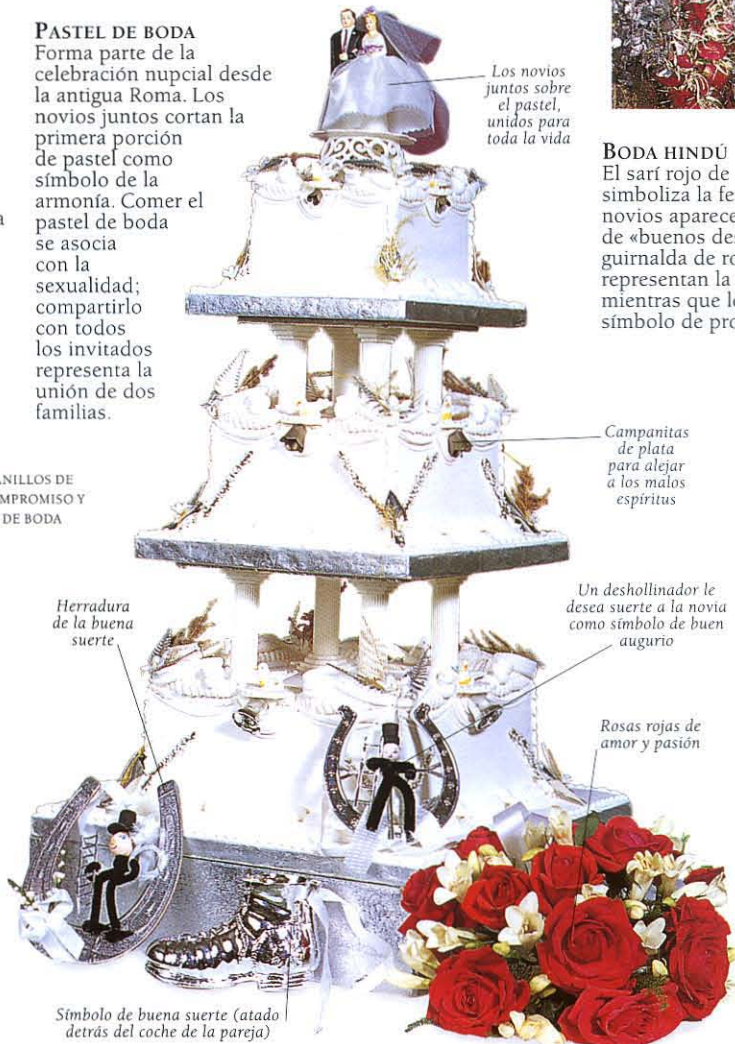 PASTEL DE BODA
Forma parte de la
celebración nupcial desde
la antigua Roma. Los
novios juntos cortan la
primera porción
de pastel como
símbolo de la
armonía. Comer el
pastel de boda
se asocia
con la
sexualidad;
compartirlo
con todos
los invitados
representa la
unión de dos
familias.
Los novios
juntos sobre
el pastel,
unidos para
toda la vida
BODA HINDÚ
El sarí rojo de
simboliza la fe
novios aparece
de «buenos de
guirnalda de ro
representan la
mientras que l
símbolo de pro
a
Campanitas
de plata
para alejar
a los malos
espíritus
NILLOS DE
MPROMISO Y
DE BODA
Herradura
de la buena
suerte
Un deshollinador le
desea suerte a la novia
como símbolo de buen
augurio
Rosas rojas de
amor y pasión
Símbolo de buena suerte (atado
detrás del coche de la pareja)